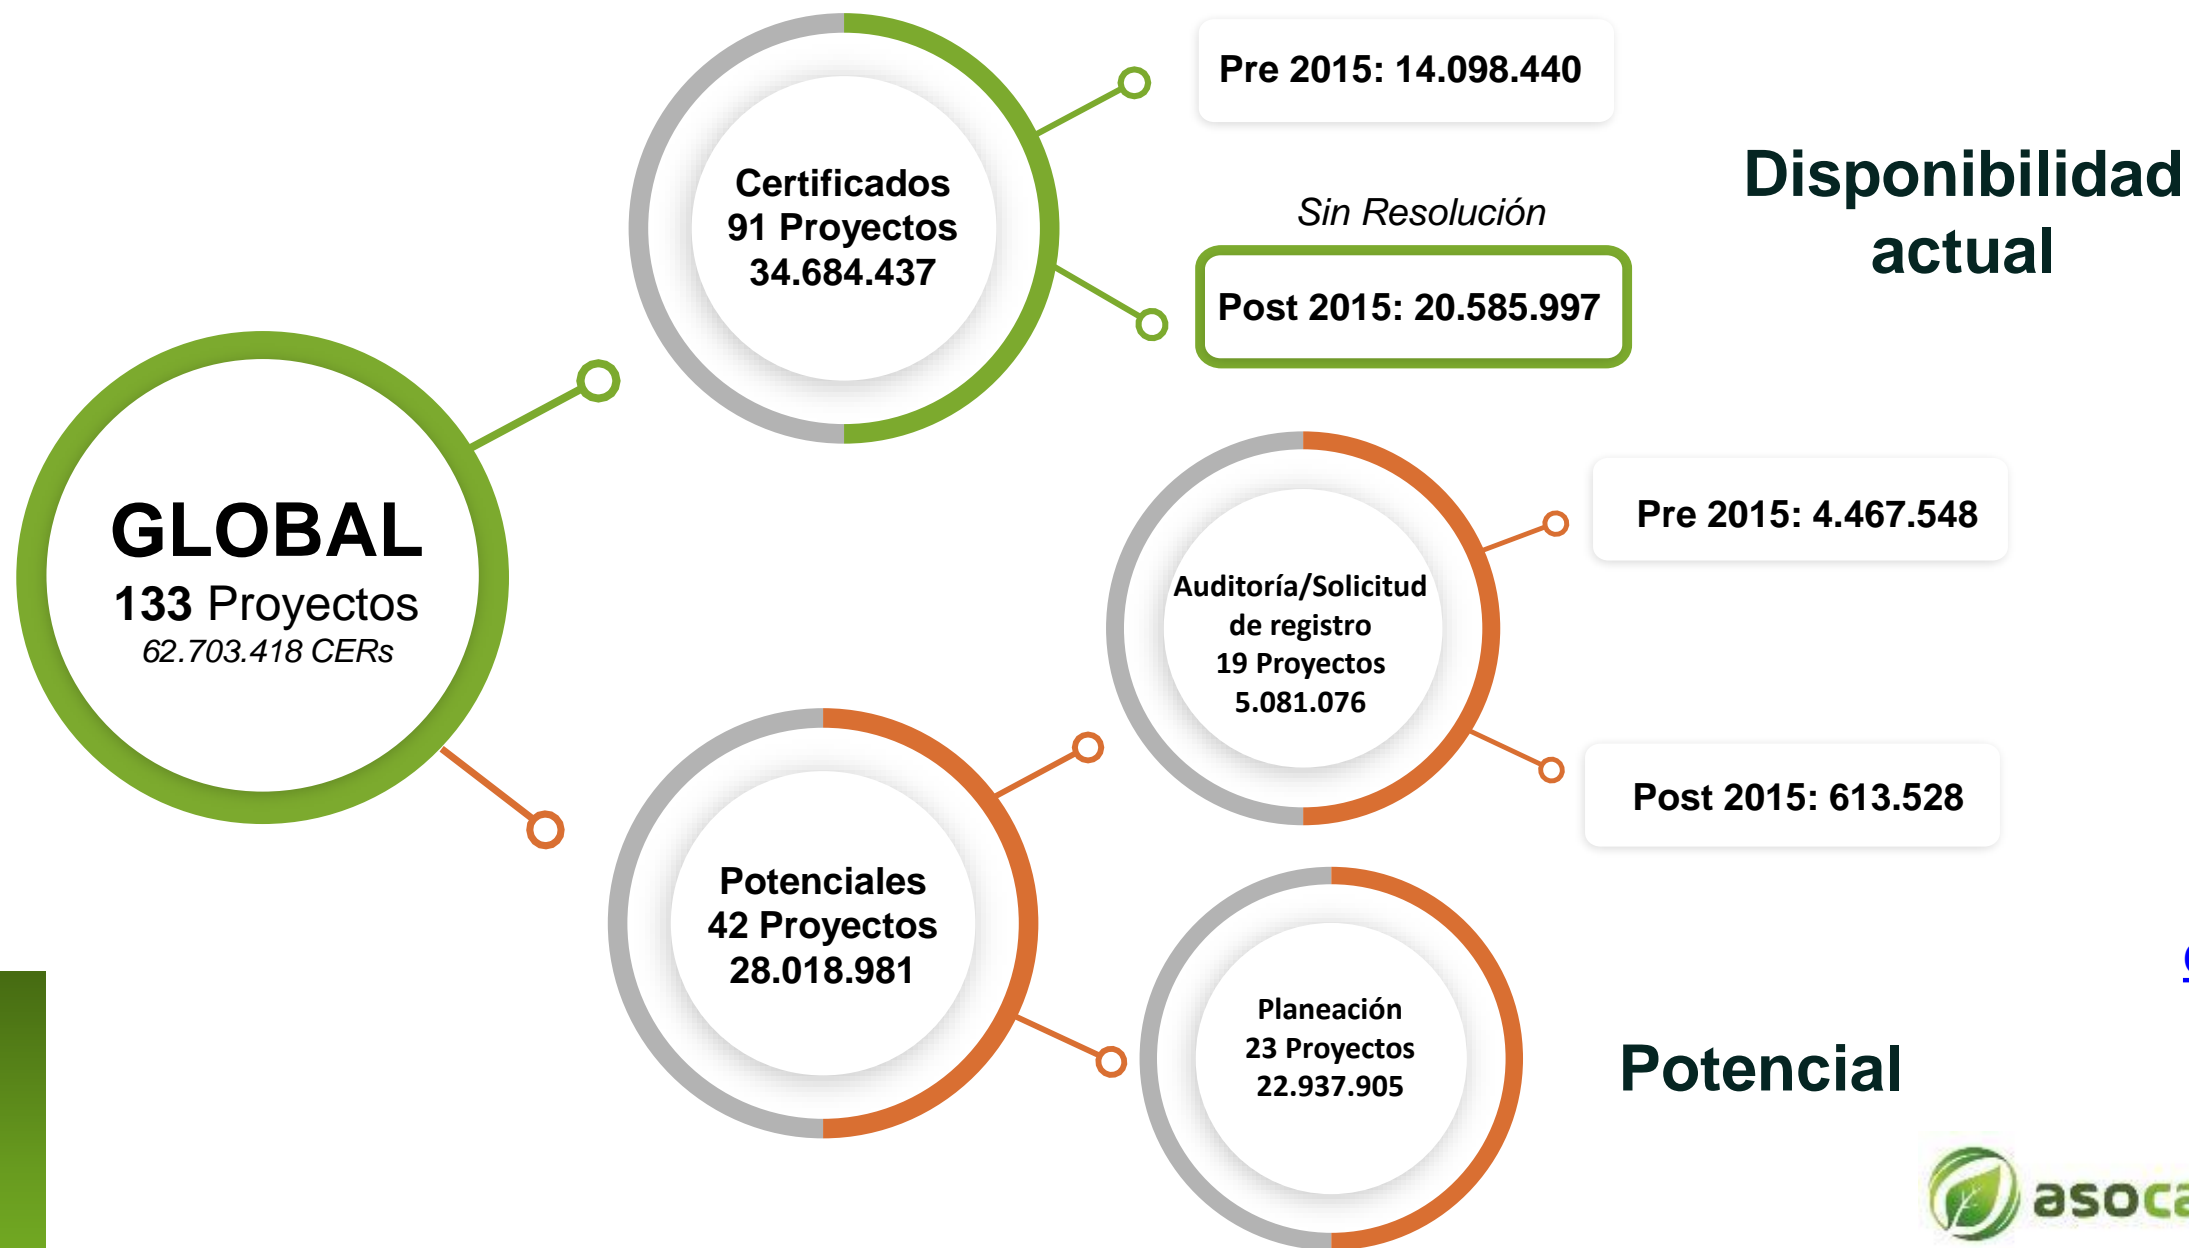 Pre 2015: 14.098.440
Certificados
91 Proyectos
34.684.437
Sin Resolución
Post 2015: 20.585.997
Disponibilidad
actual
GLOBAL
133 Proyectos
62.703.418 CERs
Auditoría/Solicitud
de registro
19 Proyectos
5.081.076
Pre 2015: 4.467.548
Post 2015: 613.528
Potenciales
42 Proyectos
28.018.981
Planeación
23 Proyectos
22.937.905
Potencial